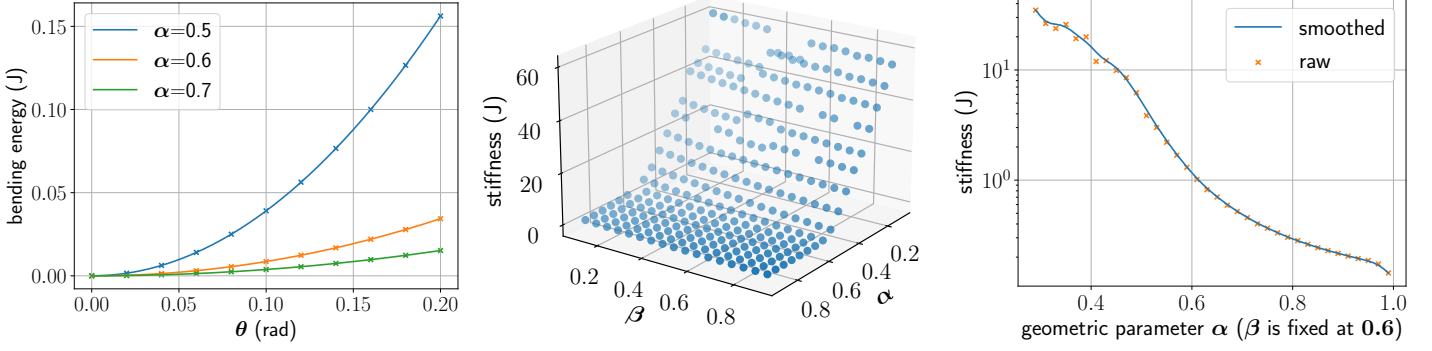 bending energy (J)
0.15
0.10
0.05
0.00
α=0.5
α=0.6
α=0.7
0.00 0.05 0.10 0.15 0.20
θ (rad)
stiffness (J)
60
40
20
0
0.2
0.4
0.6
0.8
β
0.2
0.4
0.6
0.8
α
stiffness (J)
10¹
10⁰
smoothed
raw
0.4 0.6 0.8 1.0
geometric parameter α (β is fixed at 0.6)